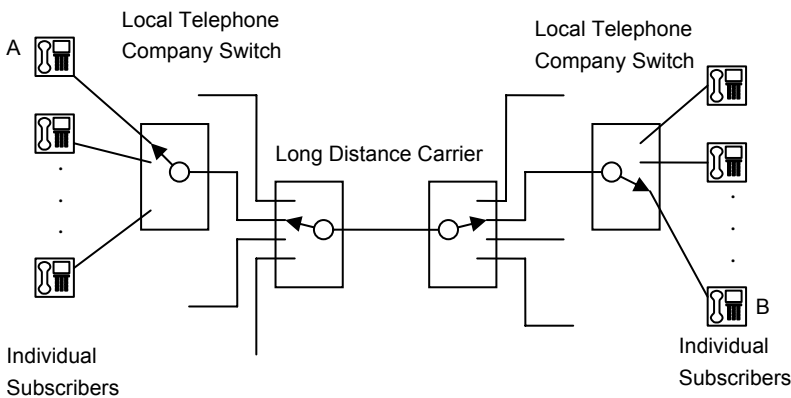 Local Telephone
Company Switch
A
Local Telephone
Company Switch
Long Distance Carrier
B
Individual
Subscribers
Individual
Subscribers